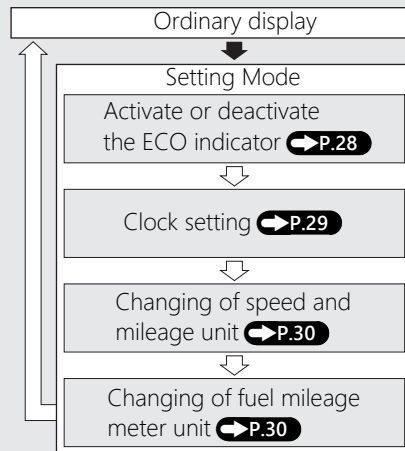 Ordinary display
Setting Mode
Activate or deactivate
the ECO indicator P.28
Clock setting P.29
Changing of speed and
mileage unit P.30
Changing of fuel mileage
meter unit P.30